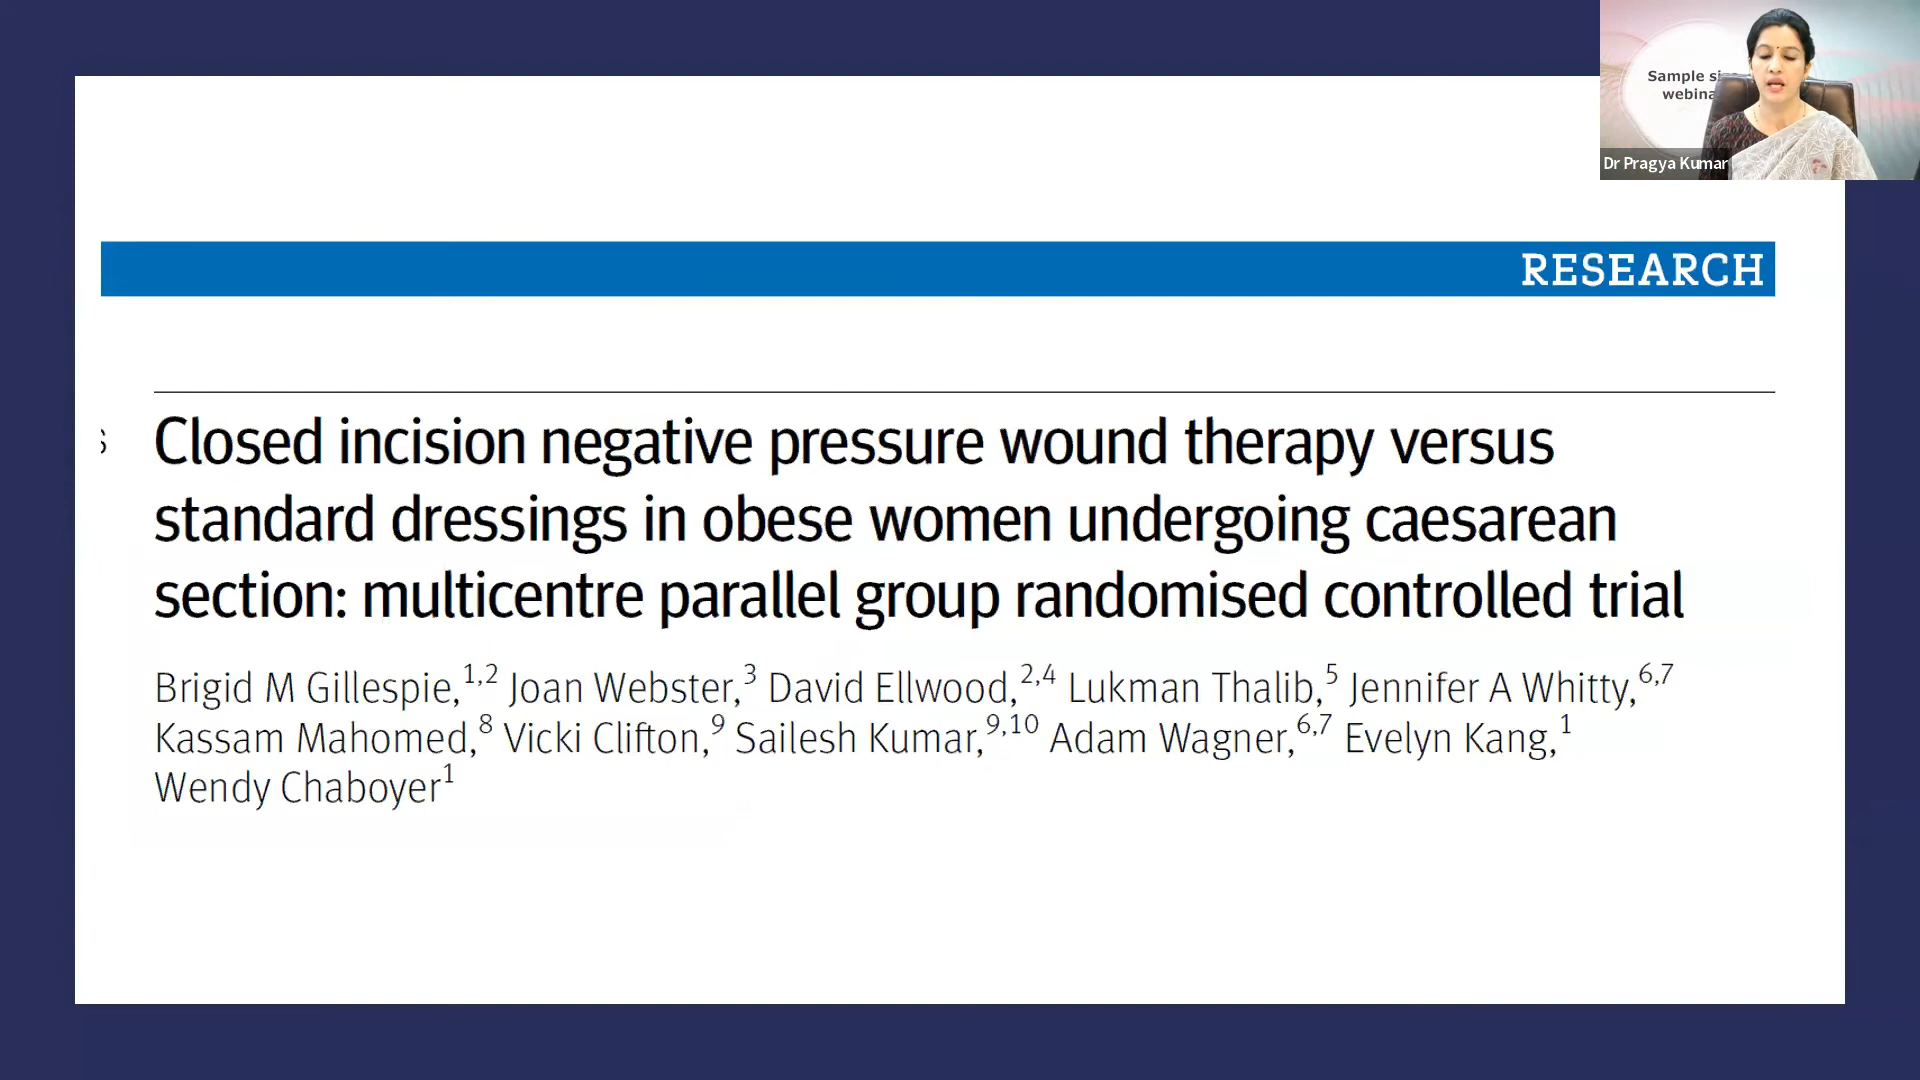 Sample
webina
Dr Pragya Kumar
RESEARCH
Closed incision negative pressure wound therapy versus
standard dressings in obese women undergoing caesarean
section: multicentre parallel group randomised controlled trial
Brigid M Gillespie,1,2 Joan Webster,3 David Ellwood,2,4 Lukman Thalib,5 Jennifer A Whitty,6,7
Kassam Mahomed,8 Vicki Clifton,9 Sailesh Kumar,9,10 Adam Wagner,6,7 Evelyn Kang,1
Wendy Chaboyer1